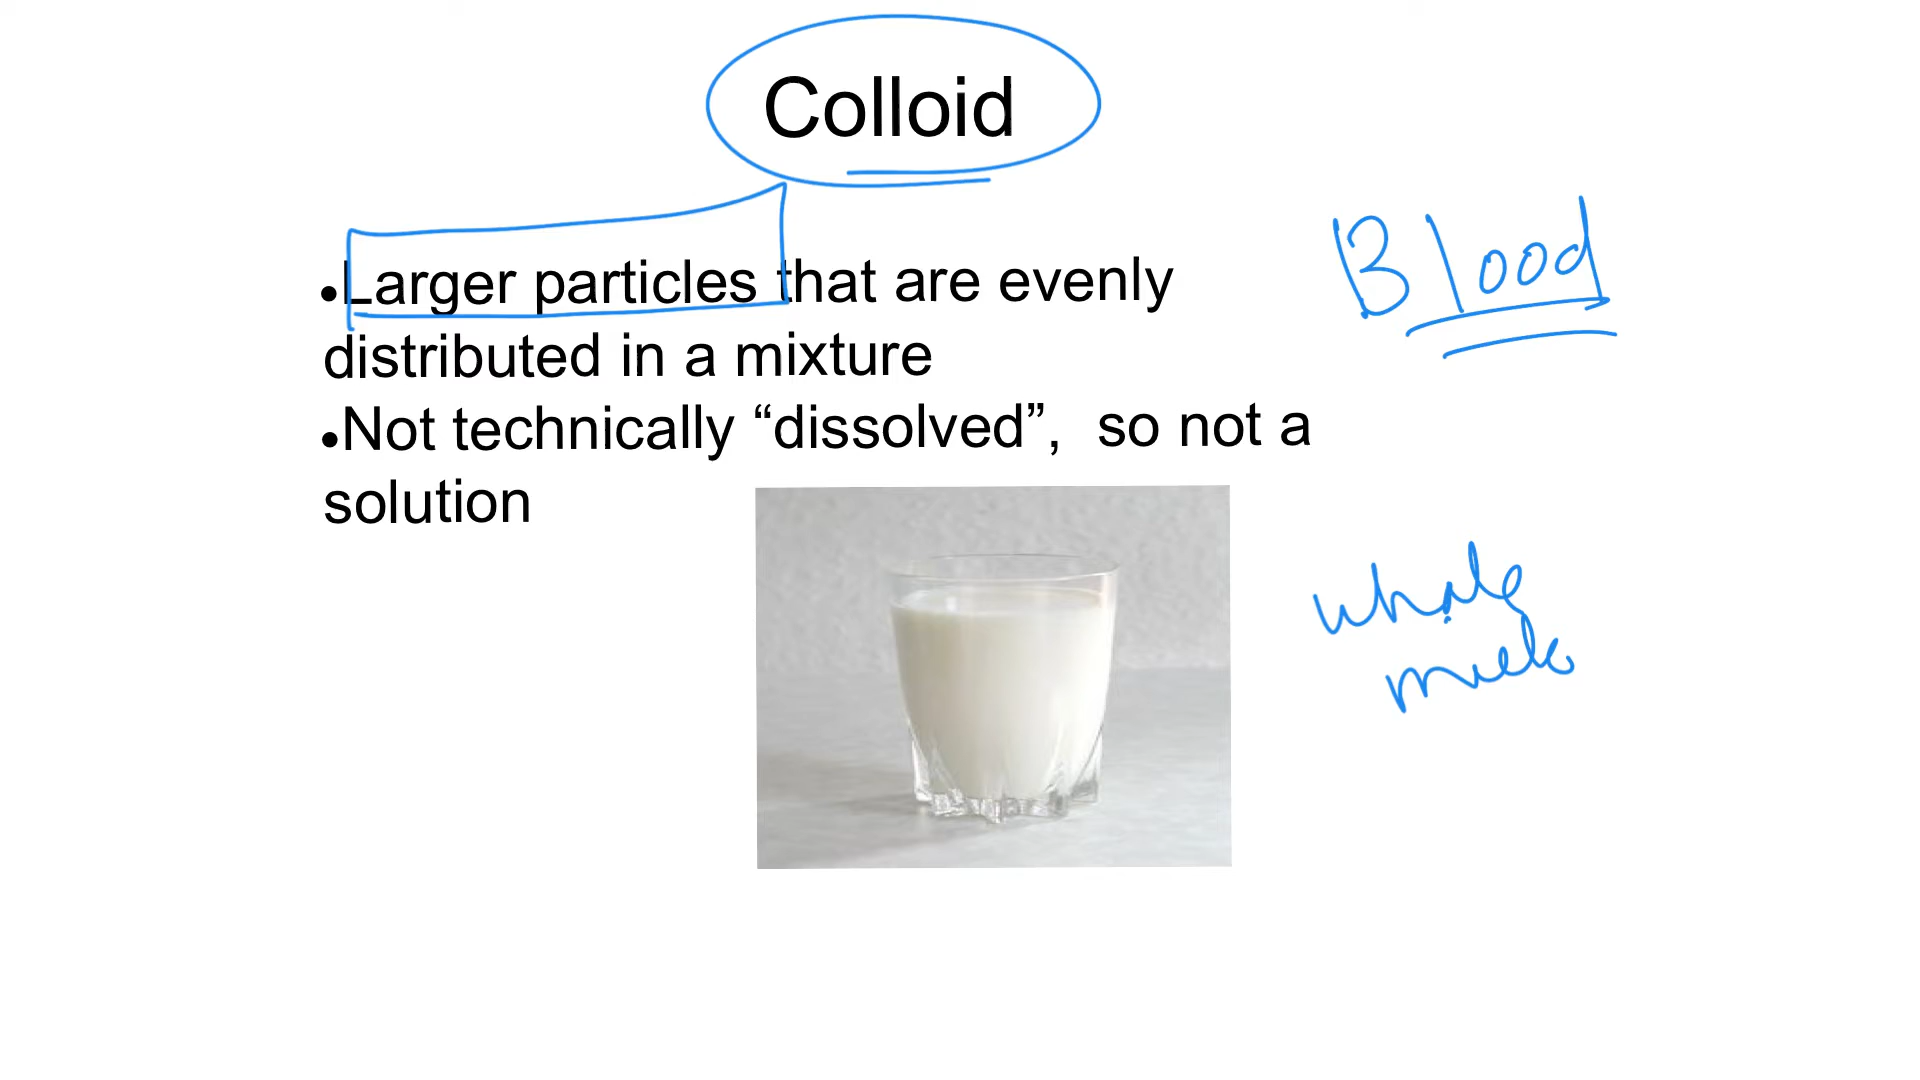 Colloid
•Larger particles that are evenly
distributed in a mixture
•Not technically “dissolved”,  so not a
solution
Blood
whole
milk